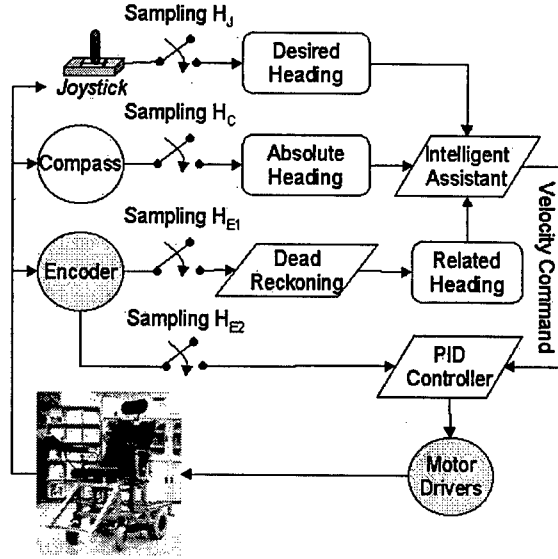 Sampling H_J
Joystick
Desired
Heading
Sampling H_C
Compass
Absolute
Heading
Intelligent
Assistant
Sampling H_E1
Encoder
Dead
Reckoning
Related
Heading
Velocity Command
Sampling H_E2
PID
Controller
Motor
Drivers